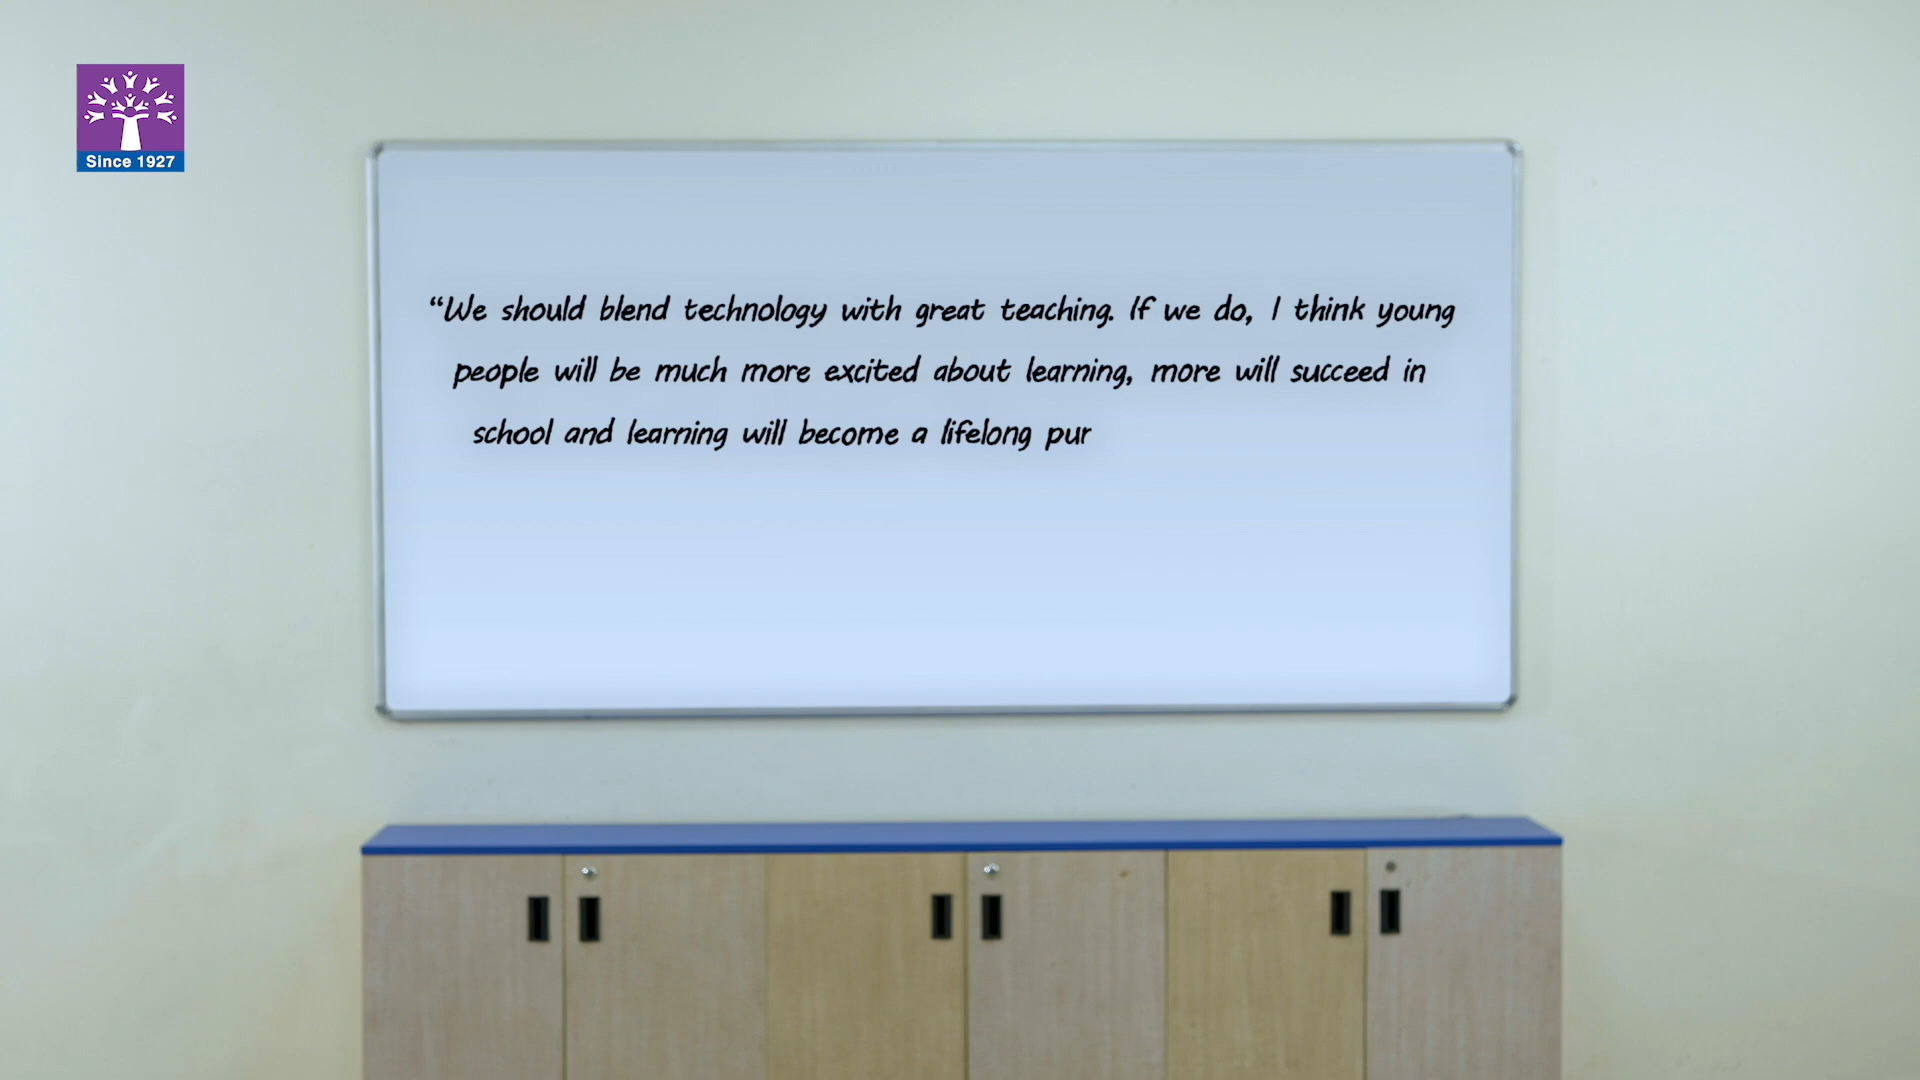 Since 1927
“We should blend technology with great teaching. If we do, I think young
people will be much more excited about learning, more will succeed in
school and learning will become a lifelong pur